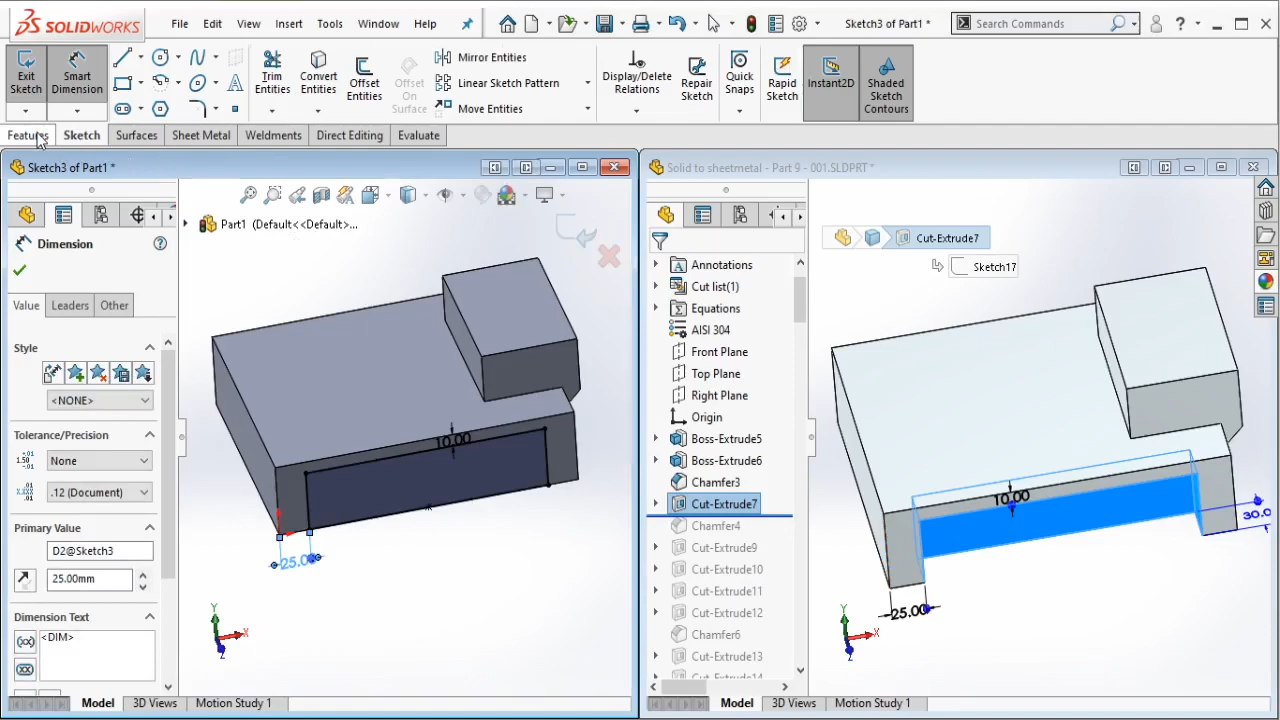 SOLIDWORKS
File
Edit
View
Insert
Tools
Window
Help
Sketch3 of Part1 *
Search Commands
Exit
Sketch
Smart
Dimension
Trim
Entities
Convert
Entities
Offset
Entities
Offset
On
Surface
Mirror Entities
Linear Sketch Pattern
Move Entities
Display/Delete
Relations
Repair
Sketch
Quick
Snaps
Rapid
Sketch
Instant2D
Shaded
Sketch
Contours
Features
Sketch
Surfaces
Sheet Metal
Weldments
Direct Editing
Evaluate
Sketch3 of Part1 *
Part1 (Default<<Default>...
Dimension
Value
Leaders
Other
Style
<NONE>
Tolerance/Precision
None
.12 (Document)
Primary Value
D2@Sketch3
25.00mm
Dimension Text
<DIM>
10.00
25.00
Y
X
Z
Model
3D Views
Motion Study 1
Solid to sheetmetal - Part 9 - 001.SLDPRT *
Annotations
Cut list(1)
Equations
AISI 304
Front Plane
Top Plane
Right Plane
Origin
Boss-Extrude5
Boss-Extrude6
Chamfer3
Cut-Extrude7
Chamfer4
Cut-Extrude9
Cut-Extrude10
Cut-Extrude11
Cut-Extrude12
Chamfer6
Cut-Extrude13
Cut-Extrude14
Cut-Extrude7
Sketch17
10.00
30.0
25.00
Y
X
Z
Model
3D Views
Motion Study 1